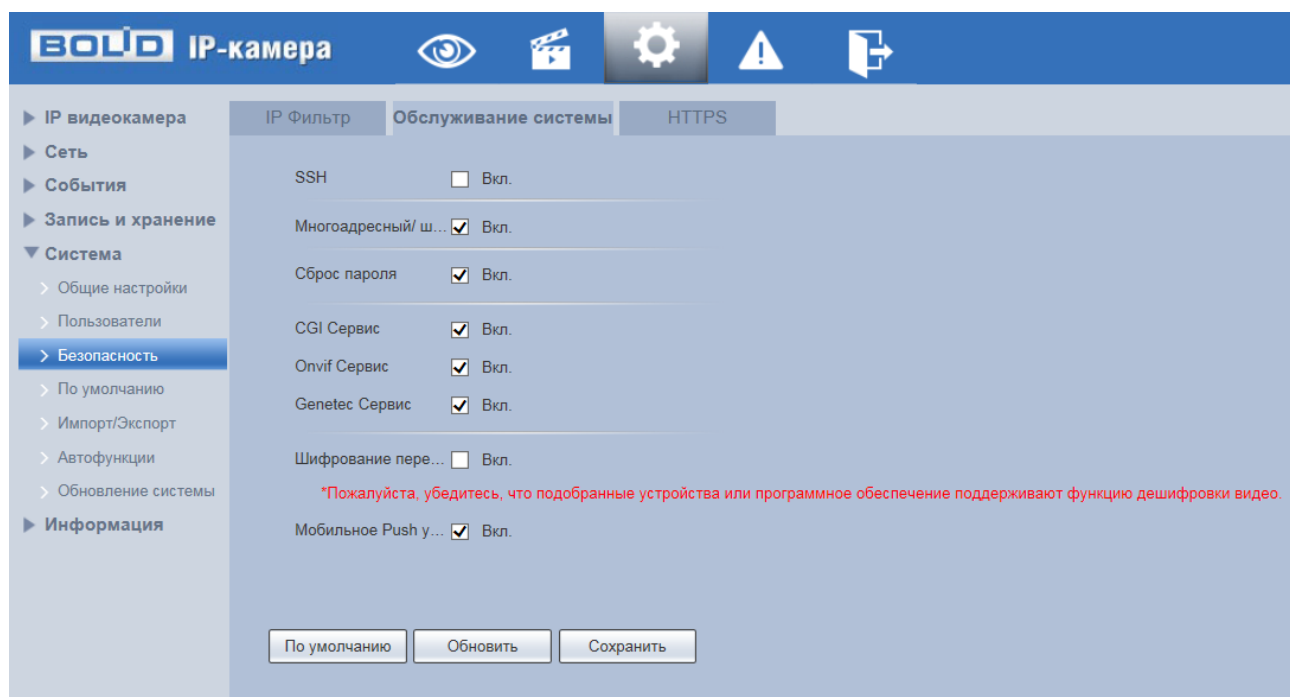 BOLID IP-камера
IP видеокамера
Сеть
События
Запись и хранение
Система
Общие настройки
Пользователи
Безопасность
По умолчанию
Импорт/Экспорт
Автофункции
Обновление системы
Информация
IP Фильтр Обслуживание системы HTTPS
SSH Вкл.
Многоадресный/ ш... Вкл.
Сброс пароля Вкл.
CGI Сервис Вкл.
Onvif Сервис Вкл.
Genetec Сервис Вкл.
Шифрование пере... Вкл.
*Пожалуйста, убедитесь, что подобранные устройства или программное обеспечение поддерживают функцию дешифровки видео.
Мобильное Push у... Вкл.
По умолчанию Обновить Сохранить